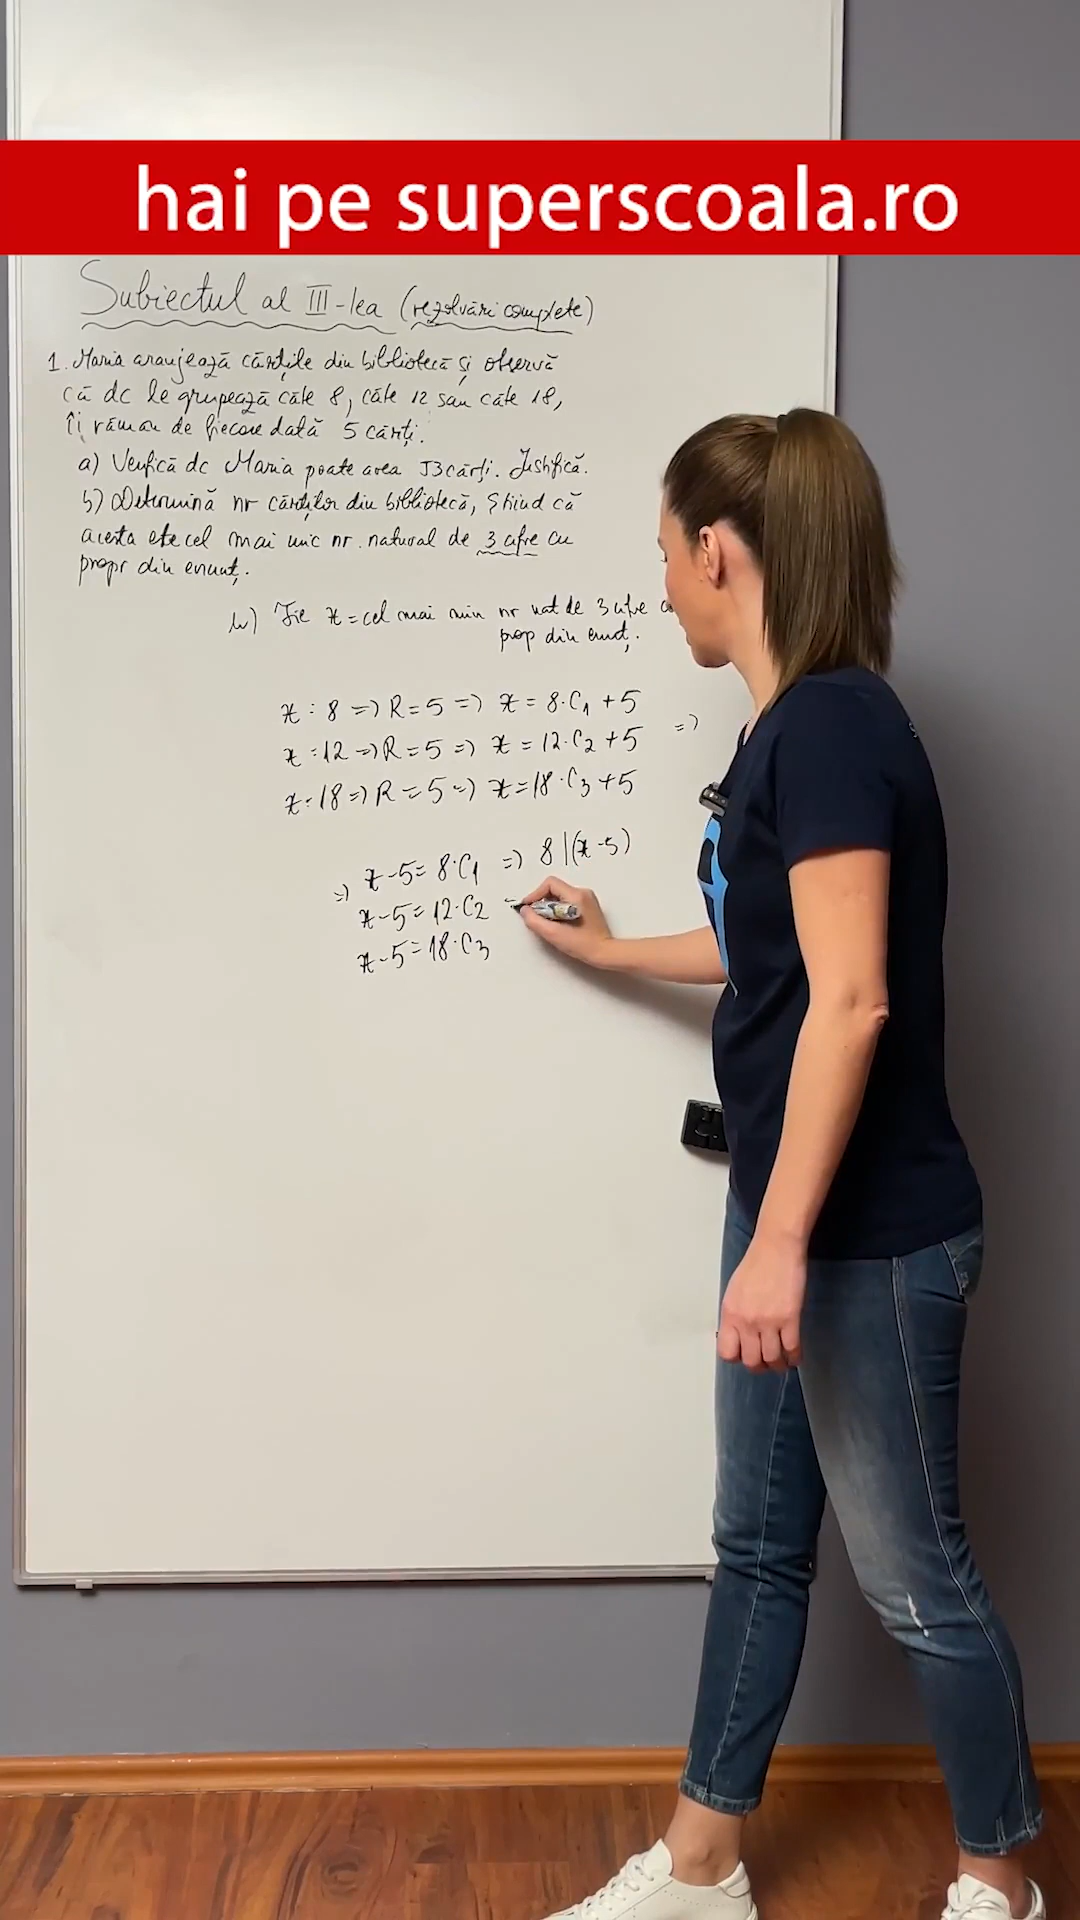 hai pe superscoala.ro
Subiectul al III-lea (rezolvări complete)
1. Maria aranjează cărțile din bibliotecă și observă
că dc le grupează câte 8, câte 12 sau câte 18,
îi rămân de fiecare dată 5 cărți.
a) Verifică dc Maria poate avea 53 cărți. Justifică.
b) Determină nr cărților din bibliotecă, știind că
acesta este cel mai mic nr. natural de 3 cifre cu
propr din enunț.
b) Fie x = cel mai mic nr nat de 3 cifre
prop din enunț.
x : 8 => R = 5 => x = 8·C1 + 5
x : 12 => R = 5 => x = 12·C2 + 5 =>
x : 18 => R = 5 => x = 18·C3 + 5
=> x - 5 = 8·C1 => 8 | (x - 5)
x - 5 = 12·C2 =
x - 5 = 18·C3